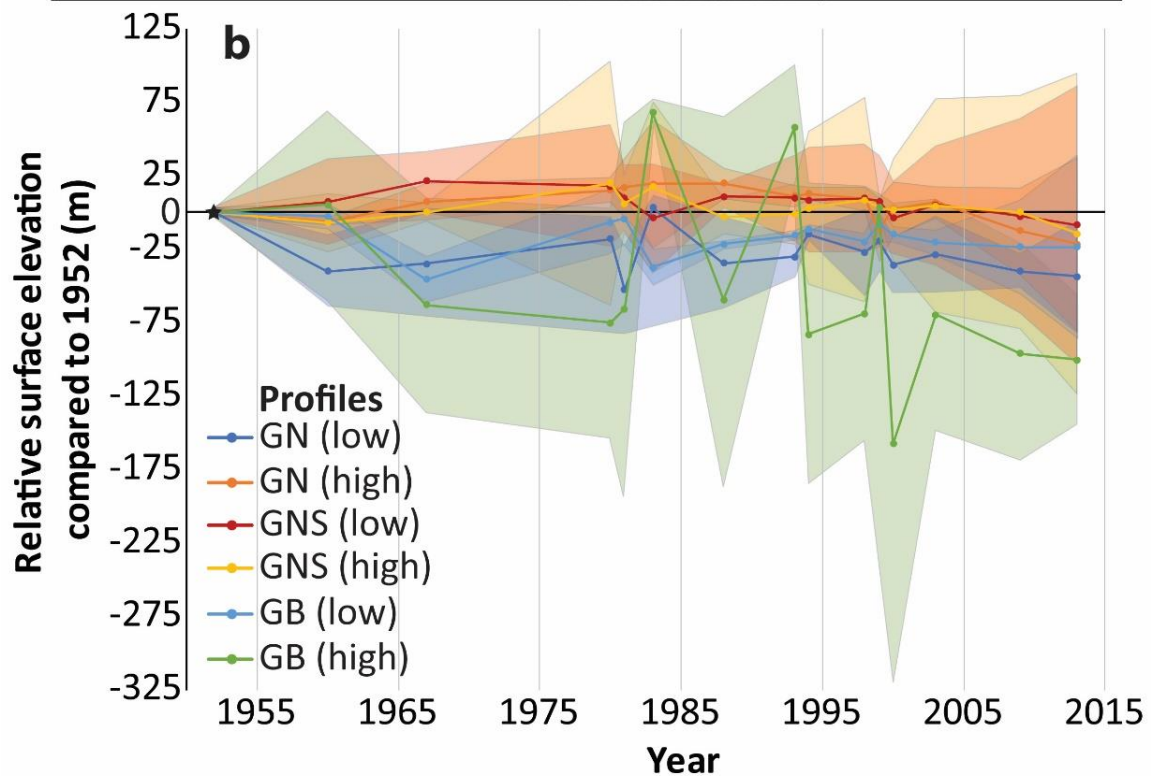 b
125
75
25
0
-25
-75
-125
-175
-225
-275
-325
Relative surface elevation
compared to 1952 (m)
Profiles
GN (low)
GN (high)
GNS (low)
GNS (high)
GB (low)
GB (high)
1955 1965 1975 1985 1995 2005 2015
Year